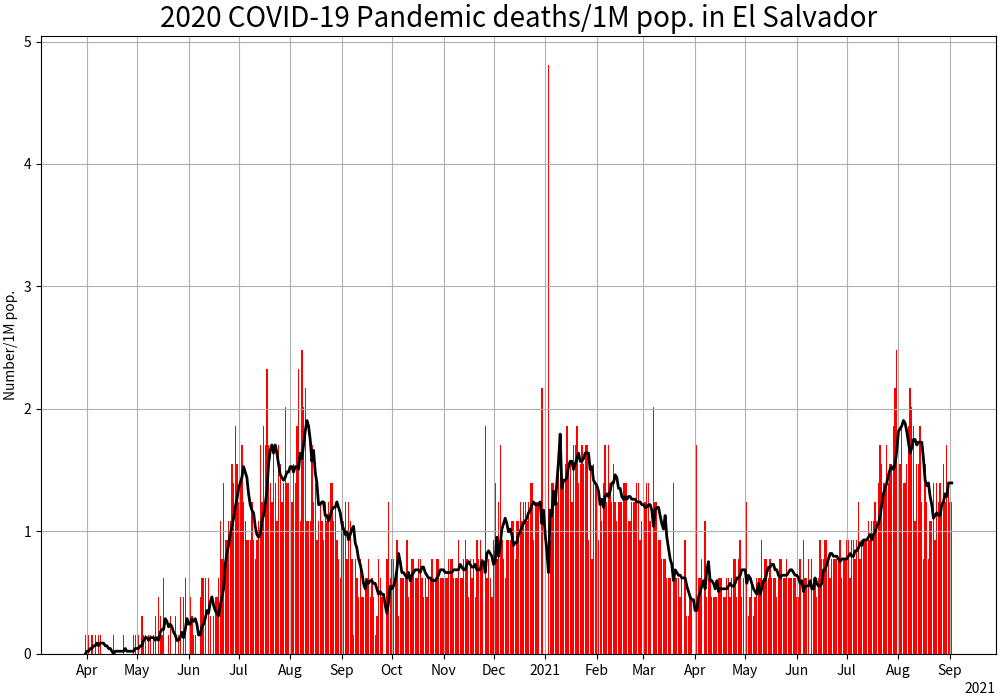 2020 COVID-19 Pandemic deaths/1M pop. in El Salvador
Number/1M pop.
5
4
3
2
1
0
Apr May Jun Jul Aug Sep Oct Nov Dec 2021 Feb Mar Apr May Jun Jul Aug Sep
2021